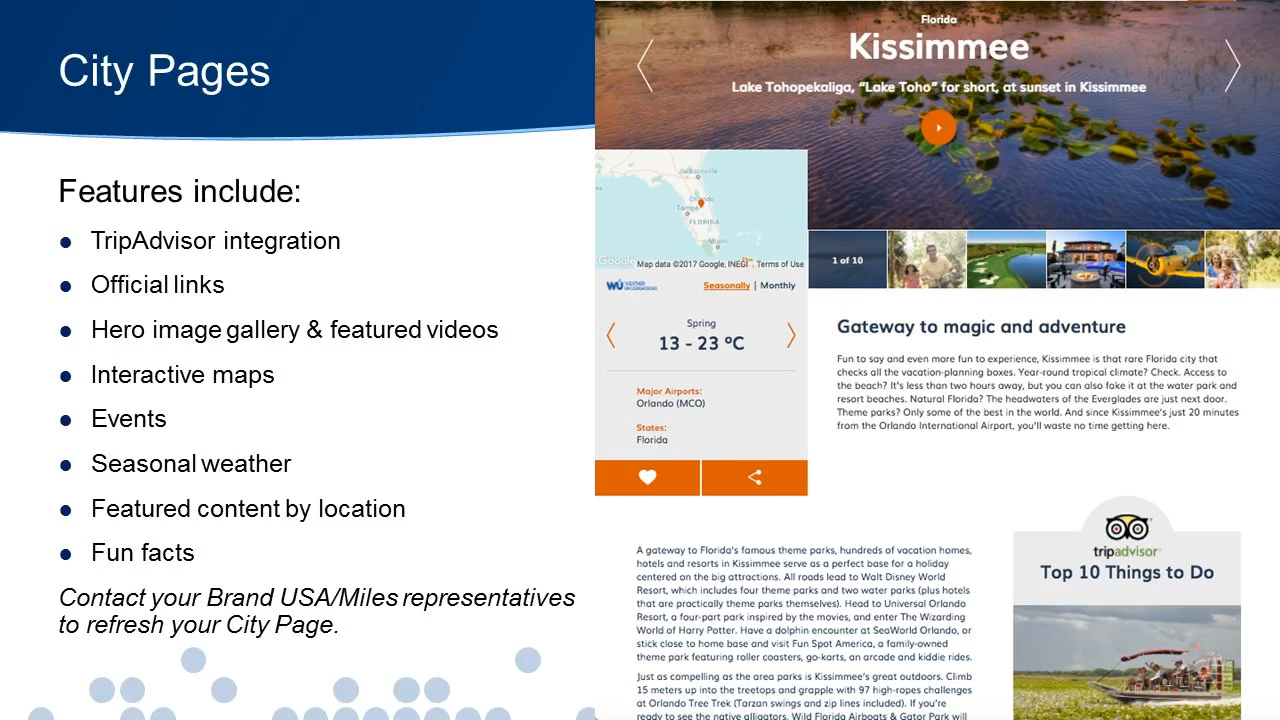 City Pages
Features include:
● TripAdvisor integration
● Official links
● Hero image gallery & featured videos
● Interactive maps
● Events
● Seasonal weather
● Featured content by location
● Fun facts
Contact your Brand USA/Miles representatives
to refresh your City Page.
Florida
Kissimmee
Lake Tohopekaliga, “Lake Toho” for short, at sunset in Kissimmee
Jacksonville
Orlando
Tampa
FLORIDA
Miami
Google
Map data ©2017 Google, INEGI
Terms of Use
WU WEATHER UNDERGROUND
Seasonally | Monthly
Spring
13 - 23 ºC
Major Airports:
Orlando (MCO)
States:
Florida
1 of 10
Gateway to magic and adventure
Fun to say and even more fun to experience, Kissimmee is that rare Florida city that
checks all the vacation-planning boxes. Year-round tropical climate? Check. Access to
the beach? It's less than two hours away, but you can also fake it at the water park and
resort beaches. Natural Florida? The headwaters of the Everglades are just next door.
Theme parks? Only some of the best in the world. And since Kissimmee's just 20 minutes
from the Orlando International Airport, you'll waste no time getting here.
A gateway to Florida's famous theme parks, hundreds of vacation homes,
hotels and resorts in Kissimmee serve as a perfect base for a holiday
centered on the big attractions. All roads lead to Walt Disney World
Resort, which includes four theme parks and two water parks (plus hotels
that are practically theme parks themselves). Head to Universal Orlando
Resort, a four-part park inspired by the movies, and enter The Wizarding
World of Harry Potter. Have a dolphin encounter at SeaWorld Orlando, or
stick close to home base and visit Fun Spot America, a family-owned
theme park featuring roller coasters, go-karts, an arcade and kiddie rides.
Just as compelling as the area parks is Kissimmee's great outdoors. Climb
15 meters up into the treetops and grapple with 97 high-ropes challenges
at Orlando Tree Trek (Tarzan swings and zip lines included). If you're
ready to see the native alligators, Wild Florida Airboats & Gator Park will
tripadvisor
Top 10 Things to Do